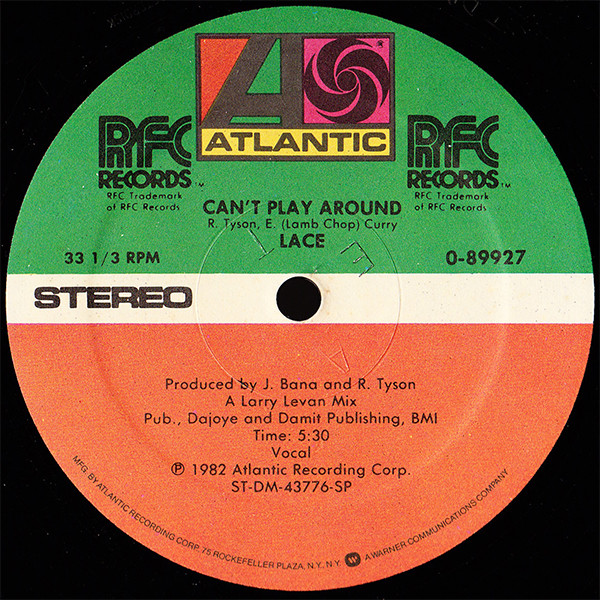 ATLANTIC
RFC
RECORDS™
RFC Trademark
of RFC Records
RFC
RECORDS™
RFC Trademark
of RFC Records
CAN'T PLAY AROUND
R. Tyson, E. (Lamb Chop) Curry
LACE
33 1/3 RPM
0-89927
STEREO
Produced by J. Bana and R. Tyson
A Larry Levan Mix
Pub., Dajoye and Damit Publishing, BMI
Time: 5:30
Vocal
℗ 1982 Atlantic Recording Corp.
ST-DM-43776-SP
MFG. BY ATLANTIC RECORDING CORP. 75 ROCKEFELLER PLAZA, N.Y., N.Y. A WARNER COMMUNICATIONS COMPANY